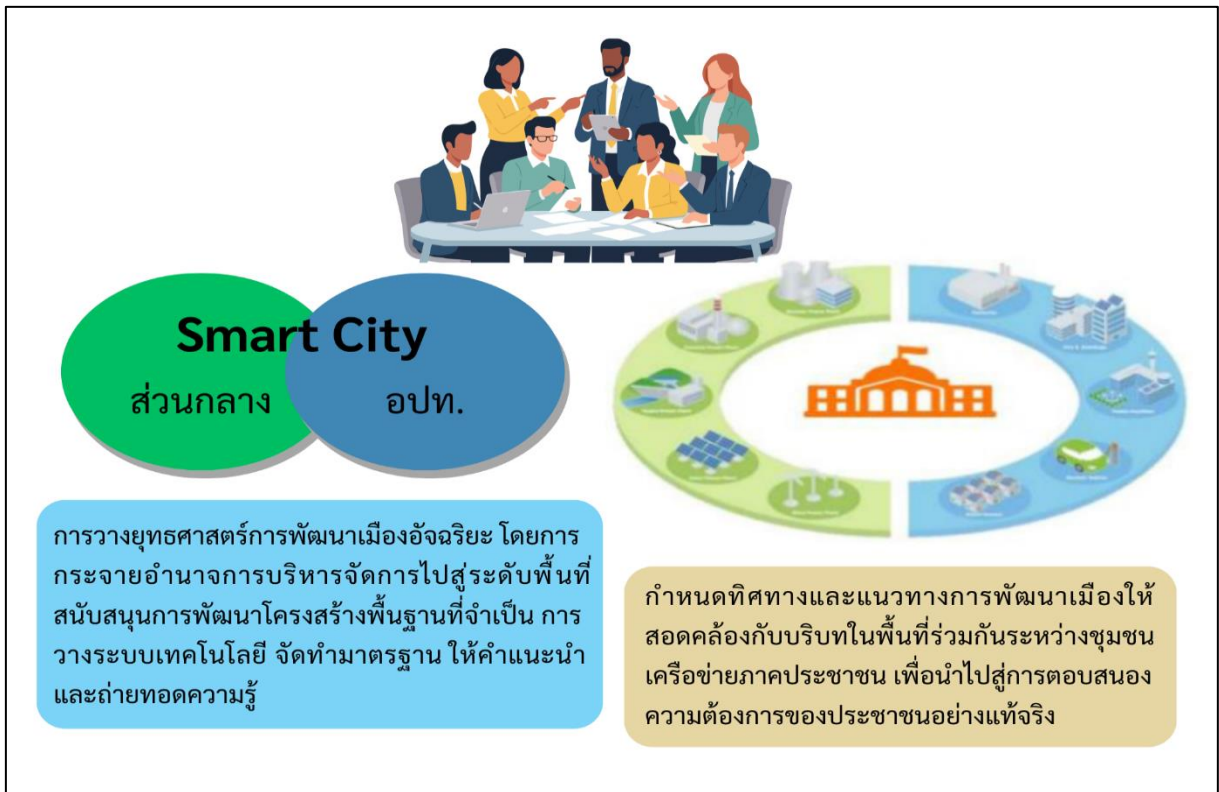 Smart City
ส่วนกลาง
อปท.
การวางยุทธศาสตร์การพัฒนาเมืองอัจฉริยะ โดยการ
กระจายอำนาจการบริหารจัดการไปสู่ระดับพื้นที่
สนับสนุนการพัฒนาโครงสร้างพื้นฐานที่จำเป็น การ
วางระบบเทคโนโลยี จัดทำมาตรฐาน ให้คำแนะนำ
และถ่ายทอดความรู้
กำหนดทิศทางและแนวทางการพัฒนาเมืองให้
สอดคล้องกับบริบทในพื้นที่ร่วมกันระหว่างชุมชน
เครือข่ายภาคประชาชน เพื่อนำไปสู่การตอบสนอง
ความต้องการของประชาชนอย่างแท้จริง